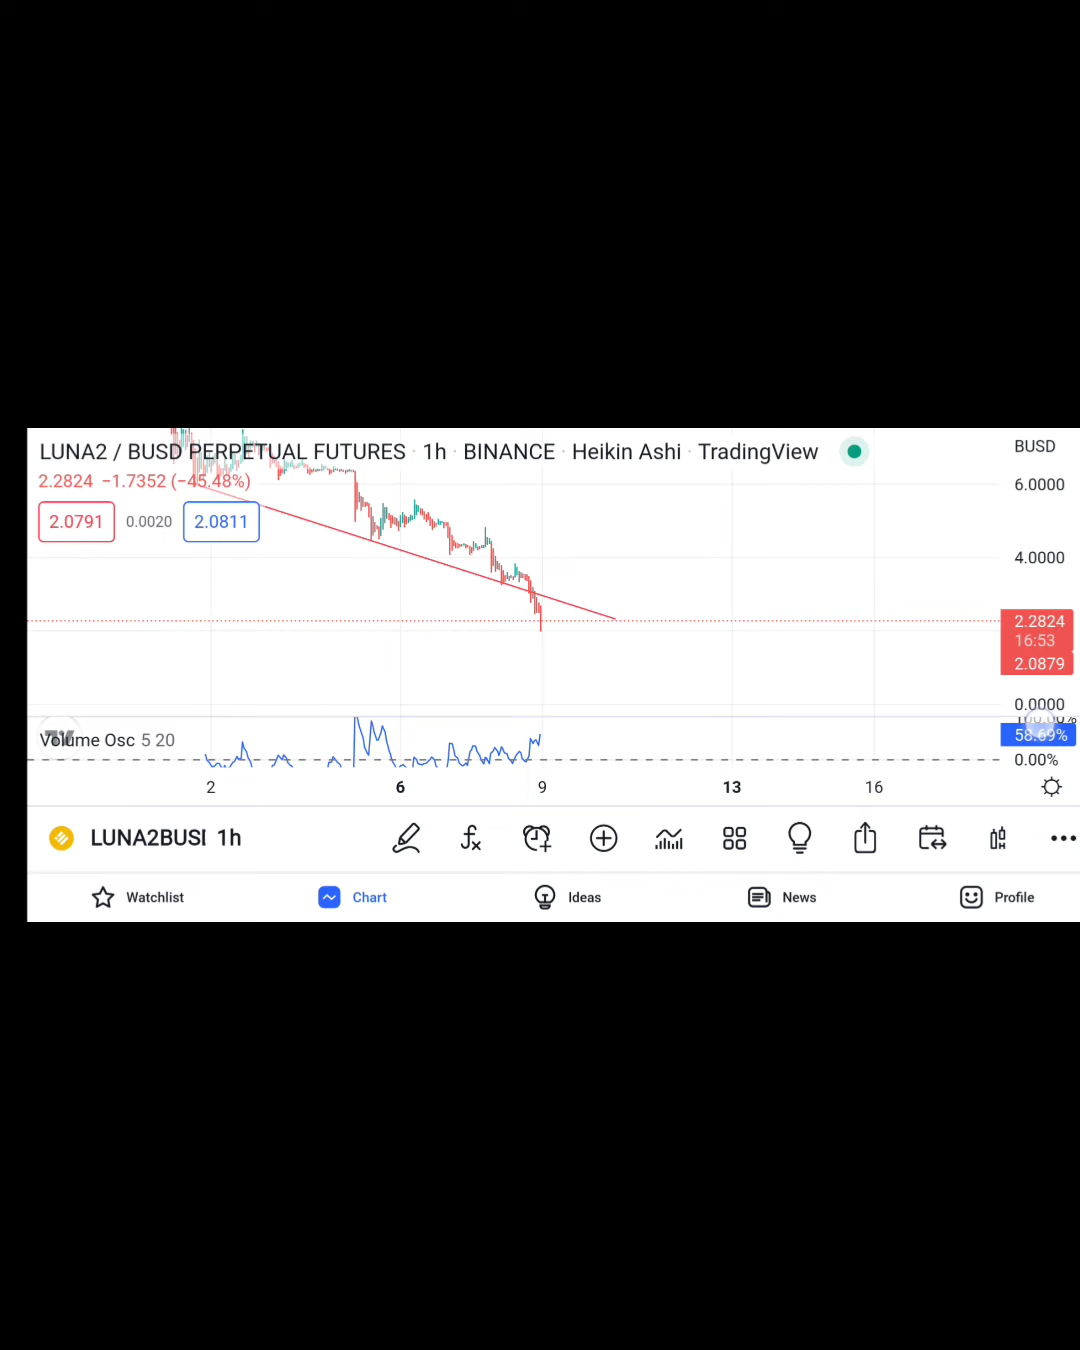 LUNA2 / BUSD PERPETUAL FUTURES · 1h · BINANCE · Heikin Ashi · TradingView
BUSD
2.2824 −1.7352 (−45.48%)
6.0000
2.0791 0.0020 2.0811
4.0000
2.2824
16:53
2.0879
0.0000
100.00%
Volume Osc 5 20
58.69%
0.00%
2 6 9 13 16
LUNA2BUSI 1h
Watchlist Chart Ideas News Profile